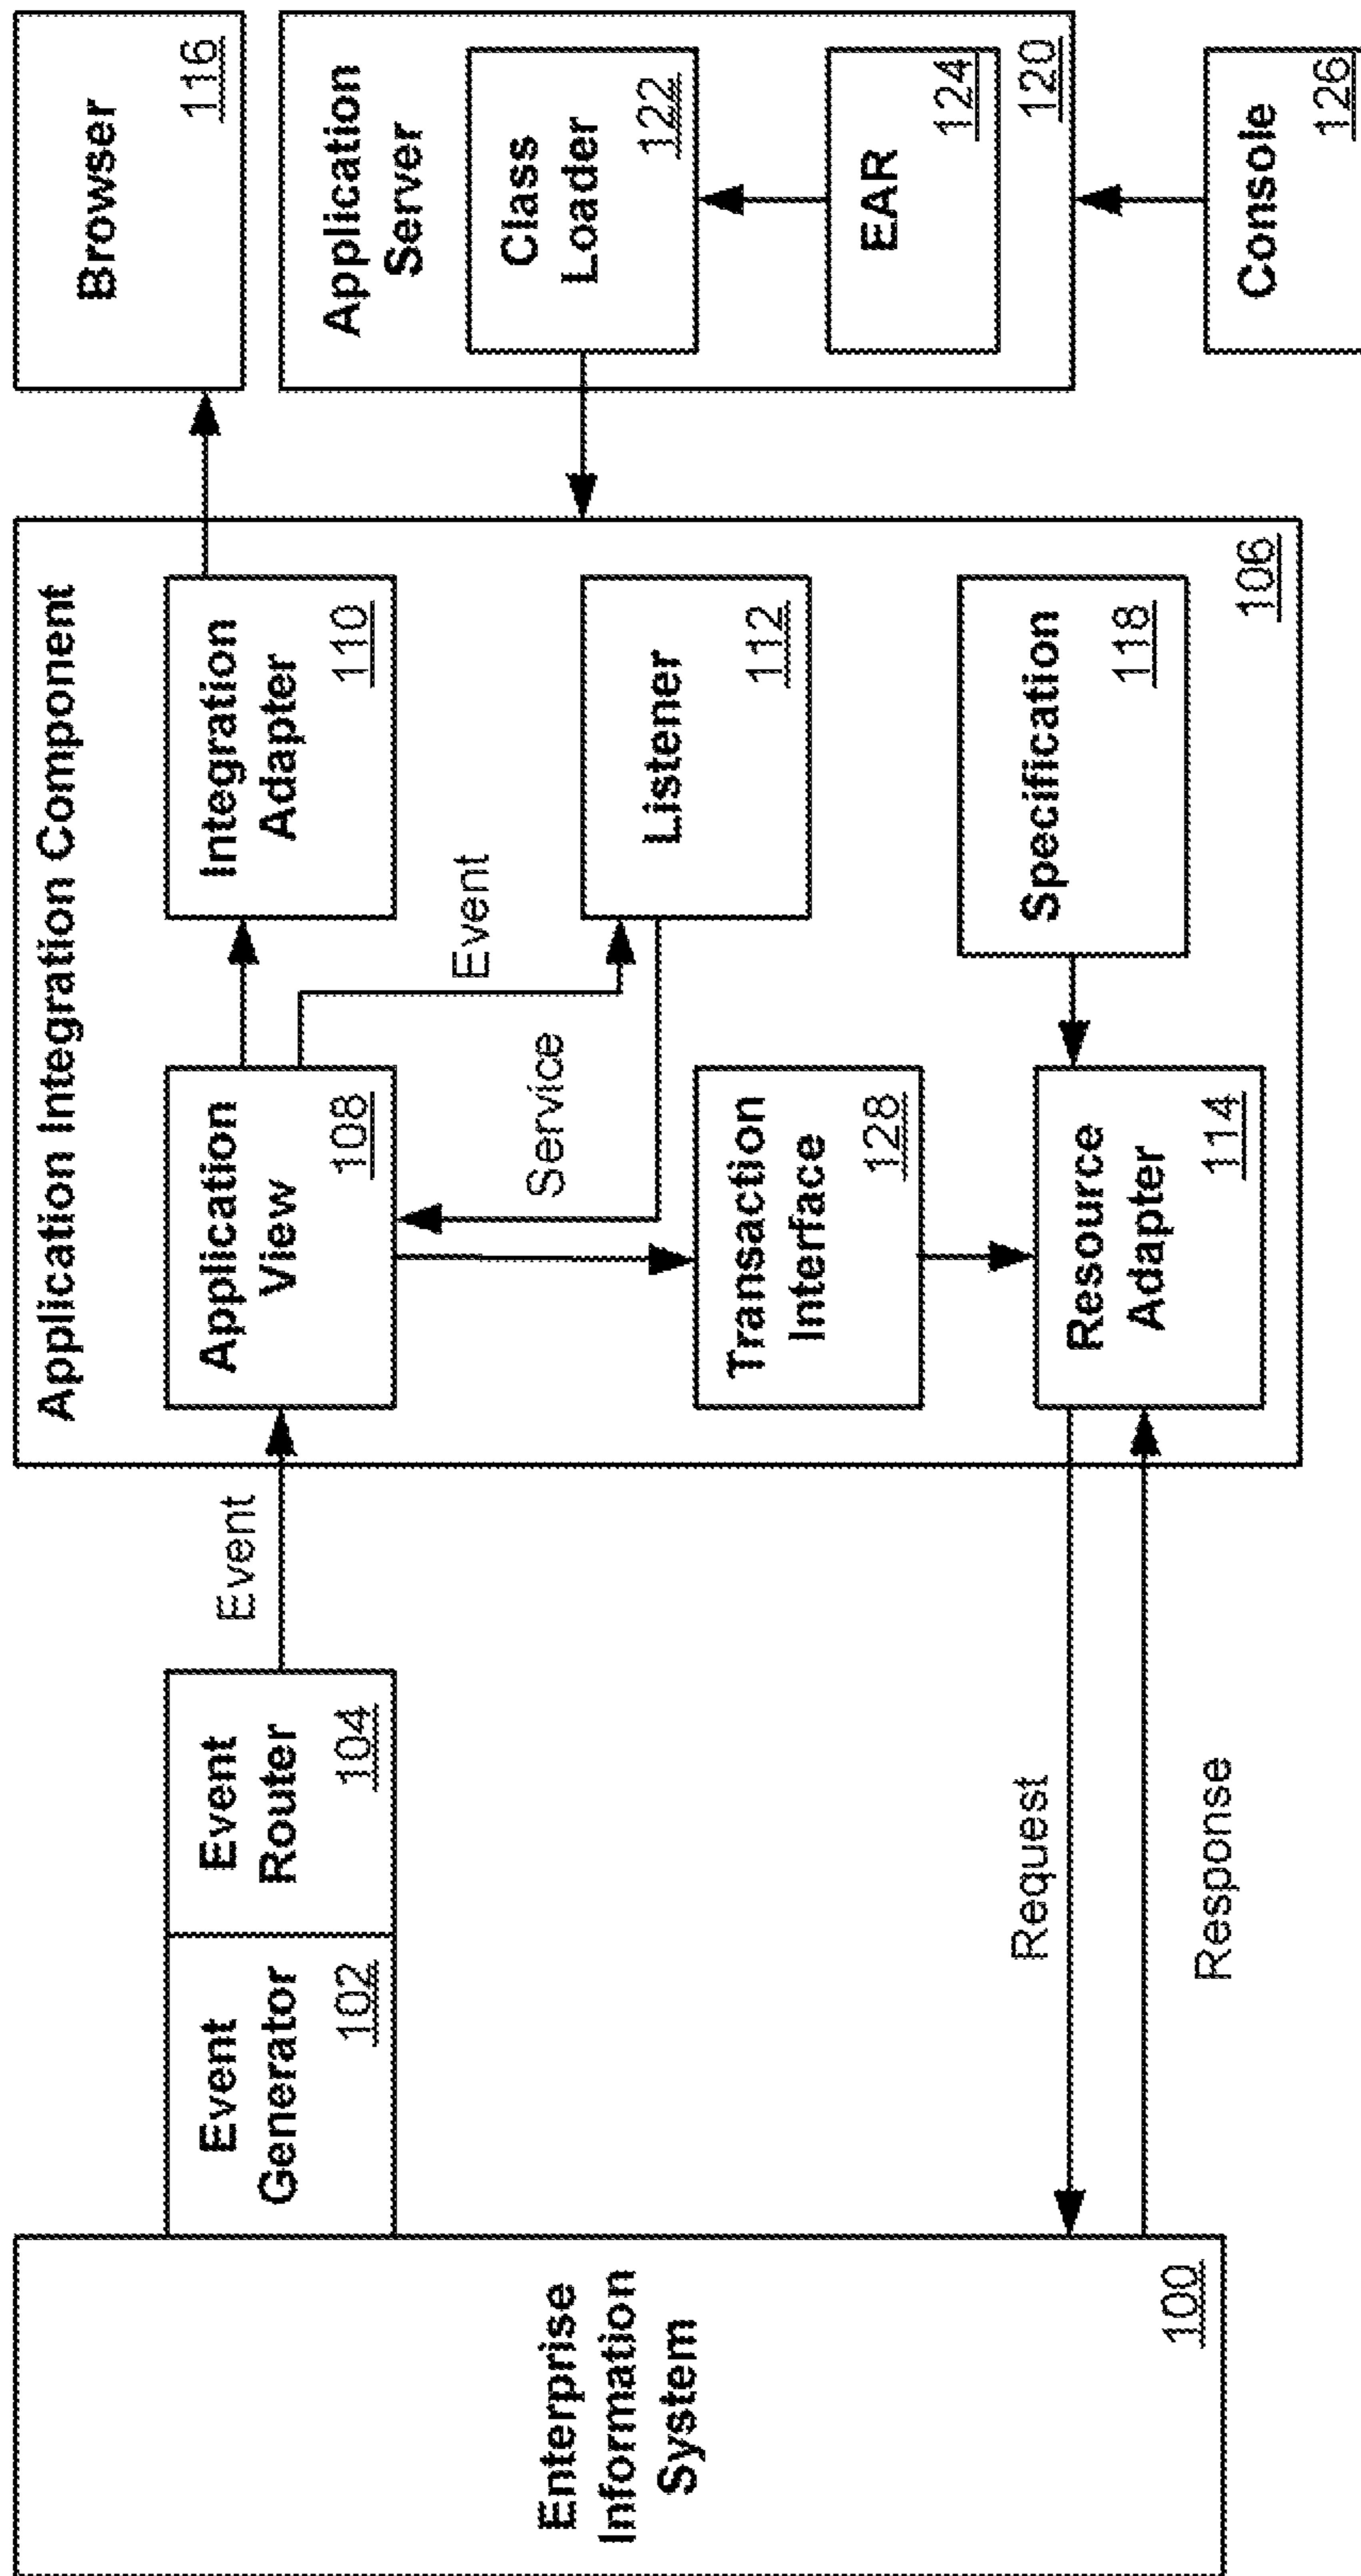 Enterprise
Information
System
100
Event
Generator
102
Event
Router
104
Event
Request
Response
Application Integration Component
Application
View
108
Integration
Adapter
110
Event
Service
Listener
112
Transaction
Interface
128
Resource
Adapter
114
Specification
118
106
Browser
116
Application
Server
Class
Loader
122
EAR
124
120
Console
126